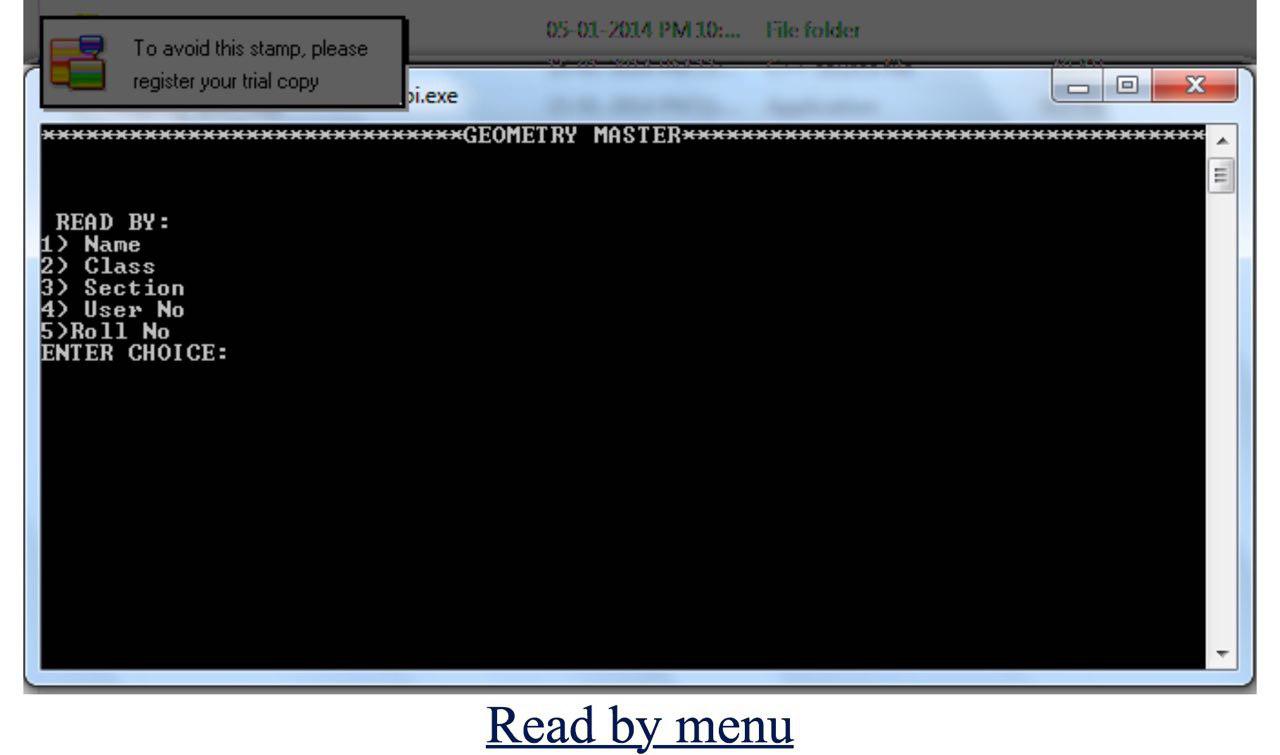 05-01-2014 PM 10:... File folder
To avoid this stamp, please
register your trial copy
pi.exe
*****************************GEOMETRY MASTER************************************
READ BY:
1> Name
2> Class
3> Section
4> User No
5>Roll No
ENTER CHOICE:
Read by menu